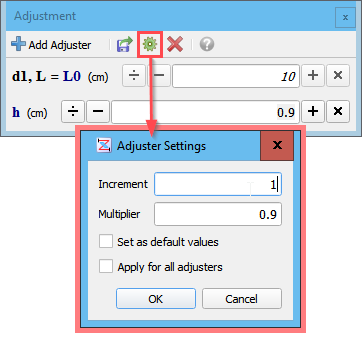 Adjustment
Add Adjuster
d1, L = L0 (cm) ÷ - 10 + ×
h (cm) ÷ - 0.9 + ×
Adjuster Settings x
Increment 1
Multiplier 0.9
Set as default values
Apply for all adjusters
OK Cancel